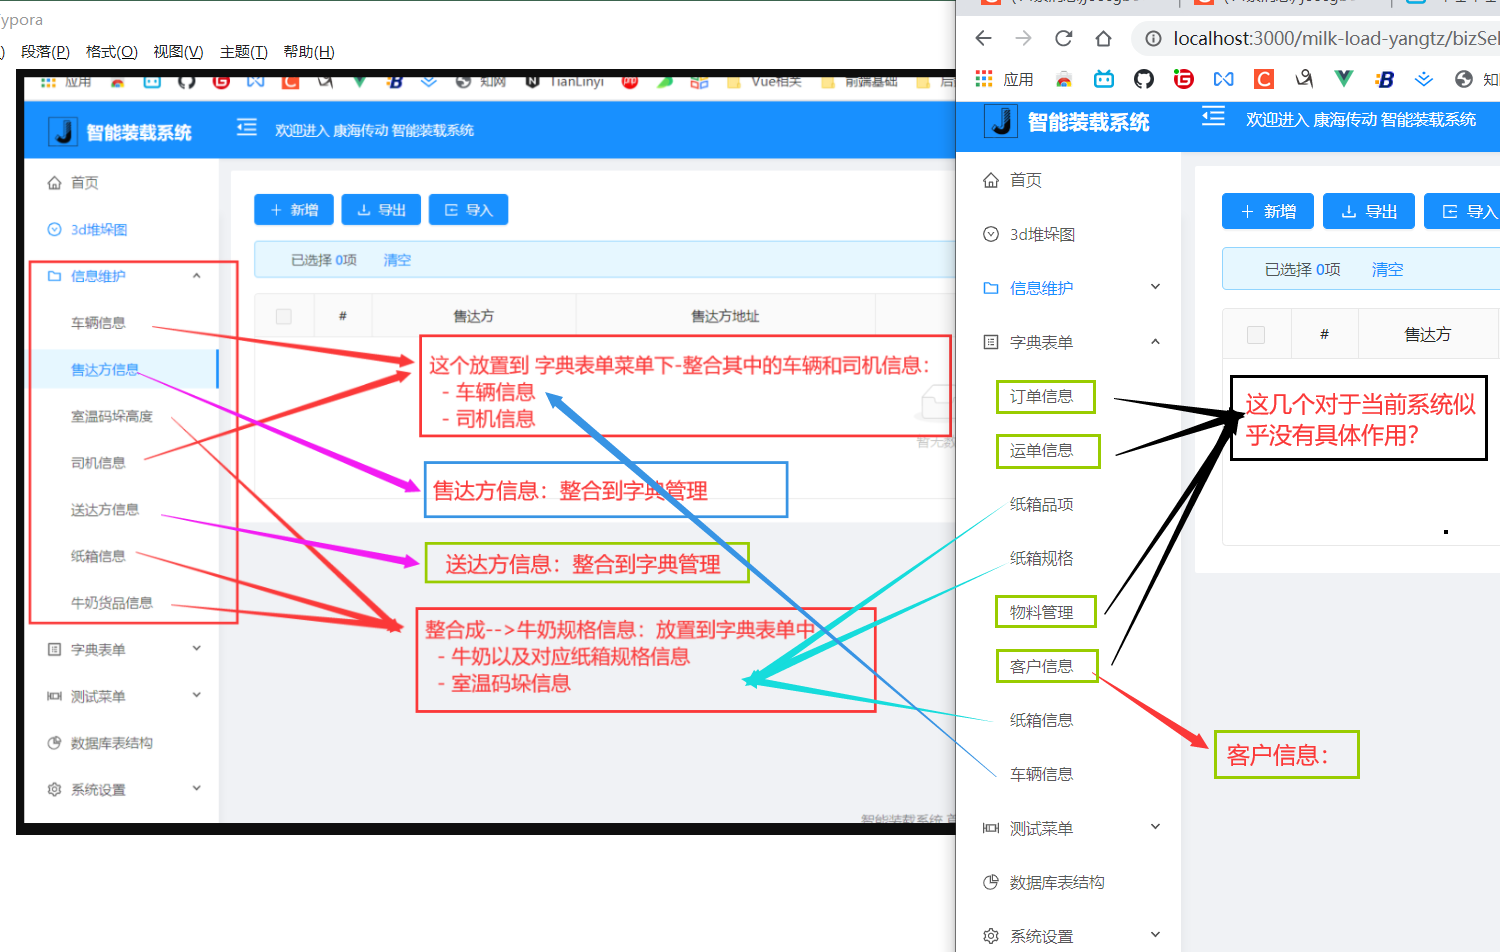 ypora
段落(P) 格式(O) 视图(V) 主题(T) 帮助(H)
应用
知网
TianLinyi
Vue相关
前端基础
智能装载系统
欢迎进入 康海传动 智能装载系统
首页
3d堆垛图
信息维护
车辆信息
售达方信息
室温码垛高度
司机信息
送达方信息
纸箱信息
牛奶货品信息
字典表单
测试菜单
数据库表结构
系统设置
新增
导出
导入
已选择 0项 清空
#
售达方
售达方地址
这个放置到 字典表单菜单下-整合其中的车辆和司机信息：
- 车辆信息
- 司机信息
售达方信息：整合到字典管理
送达方信息：整合到字典管理
整合成-->牛奶规格信息：放置到字典表单中
- 牛奶以及对应纸箱规格信息
- 室温码垛信息
智能装载系统
localhost:3000/milk-load-yangtz/bizSel
应用
智能装载系统
欢迎进入 康海传动 智能装载系统
首页
3d堆垛图
信息维护
字典表单
订单信息
运单信息
纸箱品项
纸箱规格
物料管理
客户信息
纸箱信息
车辆信息
测试菜单
数据库表结构
系统设置
新增
导出
导入
已选择 0项 清空
#
售达方
这几个对于当前系统似
乎没有具体作用?
客户信息：